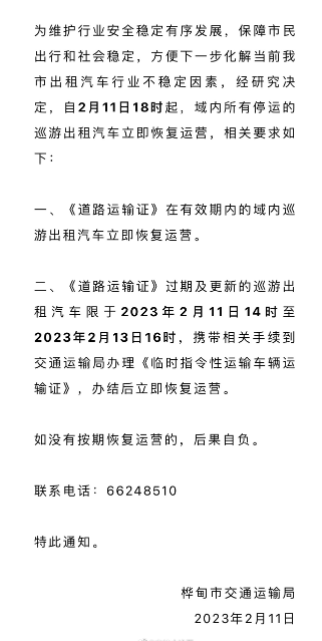 为维护行业安全稳定有序发展，保障市民
出行和社会稳定，方便下一步化解当前我
市出租汽车行业不稳定因素，经研究决
定，自2月11日18时起，域内所有停运的
巡游出租汽车立即恢复运营，相关要求如
下：
一、《道路运输证》在有效期内的域内巡
游出租汽车立即恢复运营。
二、《道路运输证》过期及更新的巡游出
租汽车限于2023年2月11日14时至
2023年2月13日16时，携带相关手续到
交通运输局办理《临时指令性运输车辆运
输证》，办结后立即恢复运营。
如没有按期恢复运营的，后果自负。
联系电话：66248510
特此通知。
桦甸市交通运输局
2023年2月11日